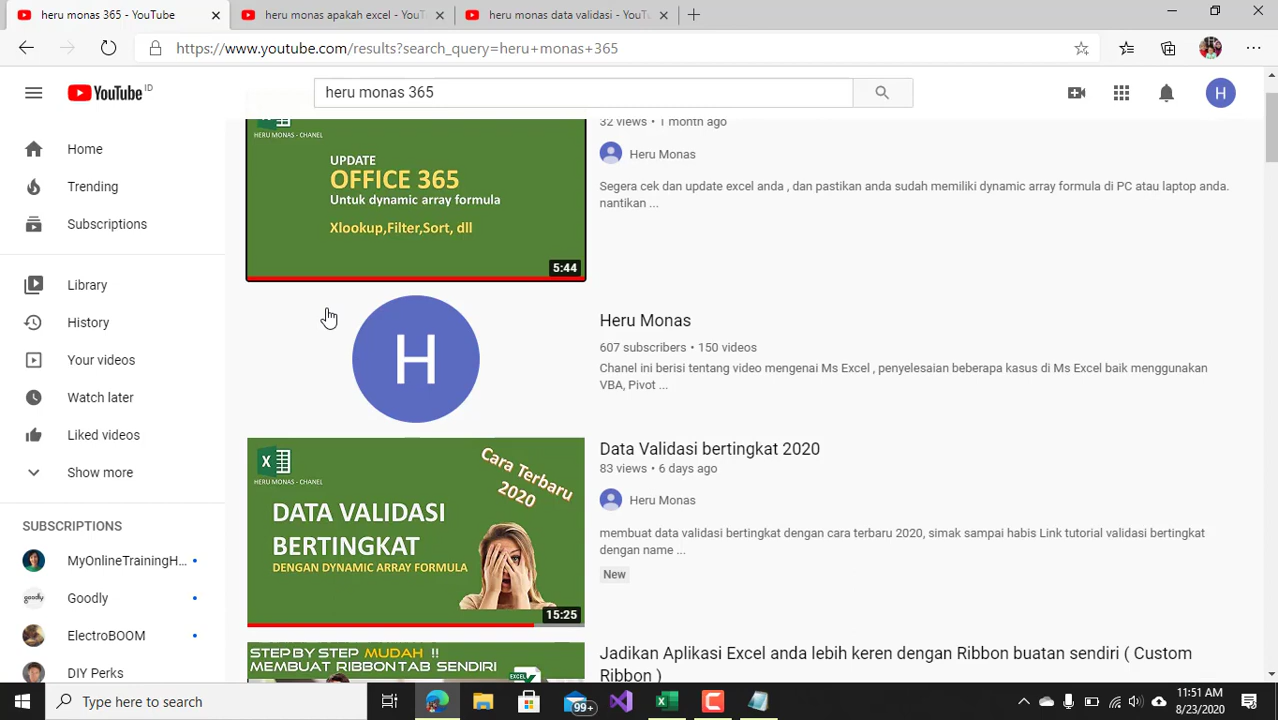 heru monas 365 - YouTube
heru monas 365 - YouTube
heru monas data validasi - YouTu
https://www.youtube.com/results?search_query=heru+monas+365
YouTube ID
heru monas 365
H
Home
Trending
Subscriptions
Library
History
Your videos
Watch later
Liked videos
Show more
SUBSCRIPTIONS
MyOnlineTrainingH...
Goodly
goodly
ElectroBOOM
DIY Perks
HERU MONAS - CHANEL
UPDATE
OFFICE 365
Untuk dynamic array formula
Xlookup,Filter,Sort, dll
5:44
32 views • 1 month ago
Heru Monas
Segera cek dan update excel anda , dan pastikan anda sudah memiliki dynamic array formula di PC atau laptop anda.
nantikan ...
H
Heru Monas
607 subscribers • 150 videos
Chanel ini berisi tentang video mengenai Ms Excel , penyelesaian beberapa kasus di Ms Excel baik menggunakan
VBA, Pivot ...
X
HERU MONAS - CHANEL
Cara Terbaru
2020
DATA VALIDASI
BERTINGKAT
DENGAN DYNAMIC ARRAY FORMULA
15:25
Data Validasi bertingkat 2020
83 views • 6 days ago
Heru Monas
membuat data validasi bertingkat dengan cara terbaru 2020, simak sampai habis Link tutorial validasi bertingkat
dengan name ...
New
STEP BY STEP MUDAH !!
MEMBUAT RIBBON TAB SENDIRI
EXCEL
Jadikan Aplikasi Excel anda lebih keren dengan Ribbon buatan sendiri ( Custom
Ribbon )
Type here to search
99+
11:51 AM
8/23/2020